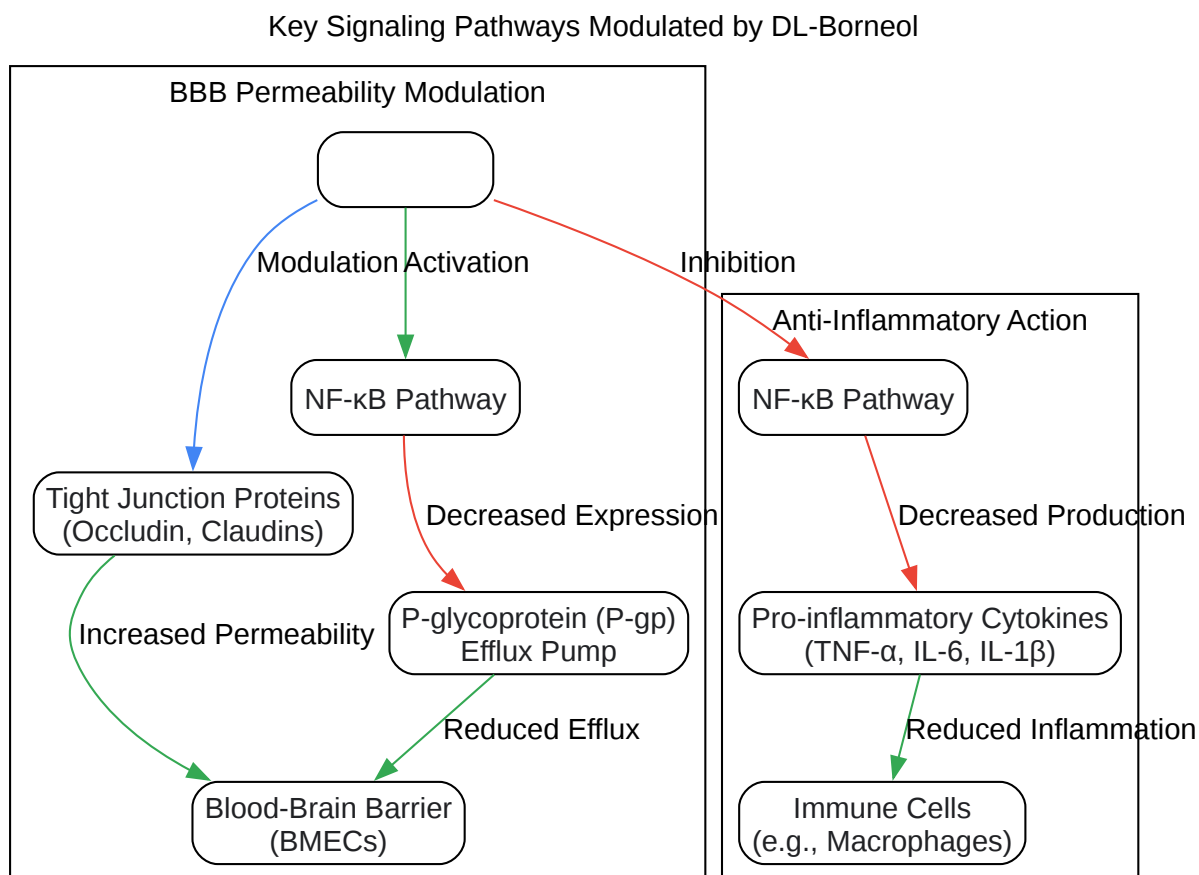 Key Signaling Pathways Modulated by DL-Borneol
BBB Permeability Modulation
Modulation
Activation
Inhibition
Anti-Inflammatory Action
NF-κB Pathway
NF-κB Pathway
Tight Junction Proteins
(Occludin, Claudins)
Decreased Expression
Decreased Production
Increased Permeability
P-glycoprotein (P-gp)
Efflux Pump
Pro-inflammatory Cytokines
(TNF-α, IL-6, IL-1β)
Reduced Efflux
Reduced Inflammation
Blood-Brain Barrier
(BMECs)
Immune Cells
(e.g., Macrophages)